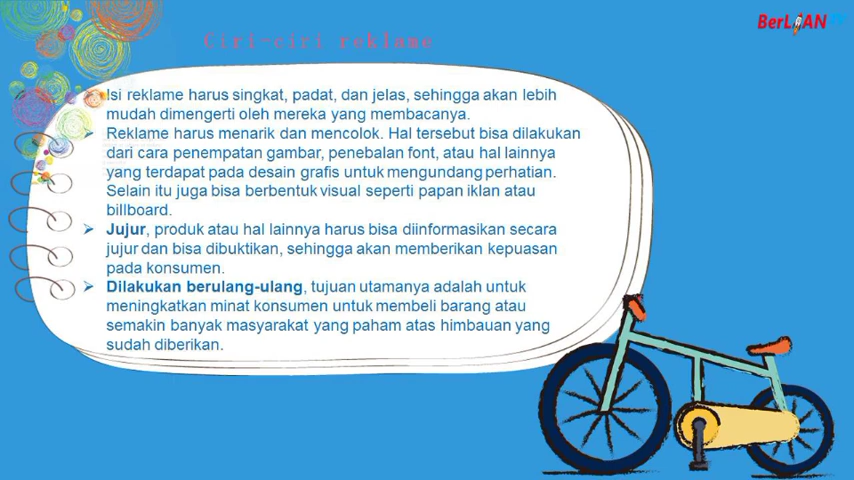 BerLIAN
Ciri-ciri reklame
Isi reklame harus singkat, padat, dan jelas, sehingga akan lebih
mudah dimengerti oleh mereka yang membacanya.
Reklame harus menarik dan mencolok. Hal tersebut bisa dilakukan
dari cara penempatan gambar, penebalan font, atau hal lainnya
yang terdapat pada desain grafis untuk mengundang perhatian.
Selain itu juga bisa berbentuk visual seperti papan iklan atau
billboard.
Jujur, produk atau hal lainnya harus bisa diinformasikan secara
jujur dan bisa dibuktikan, sehingga akan memberikan kepuasan
pada konsumen.
Dilakukan berulang-ulang, tujuan utamanya adalah untuk
meningkatkan minat konsumen untuk membeli barang atau
semakin banyak masyarakat yang paham atas himbauan yang
sudah diberikan.